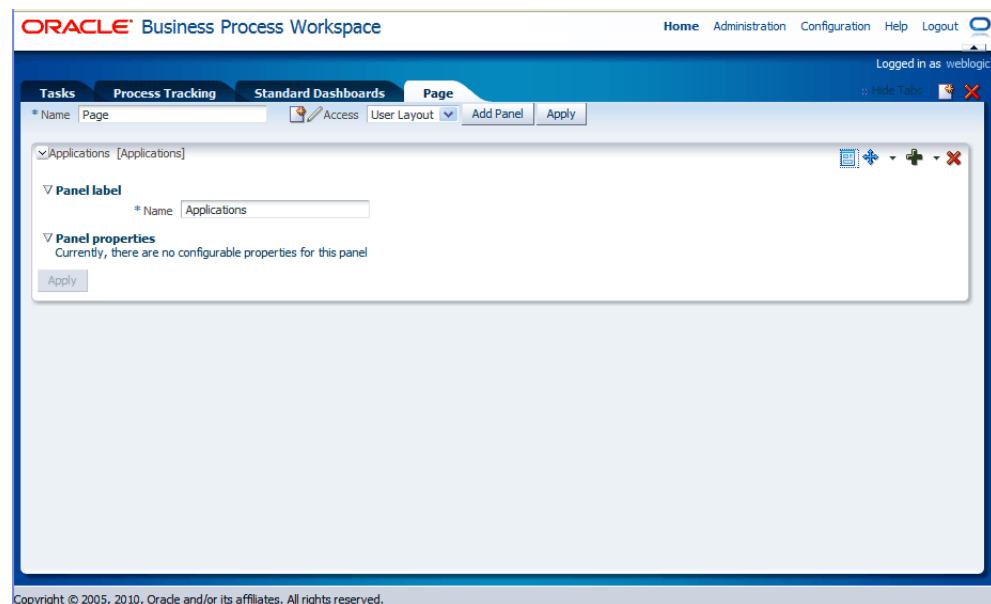 ORACLE Business Process Workspace
Home Administration Configuration Help Logout
Logged in as weblogic
Tasks Process Tracking Standard Dashboards Page
Hide Tabs
* Name Page Access User Layout Add Panel Apply
Applications [Applications]
Panel label
* Name Applications
Panel properties
Currently, there are no configurable properties for this panel
Apply
Copyright © 2005, 2010, Oracle and/or its affiliates. All rights reserved.